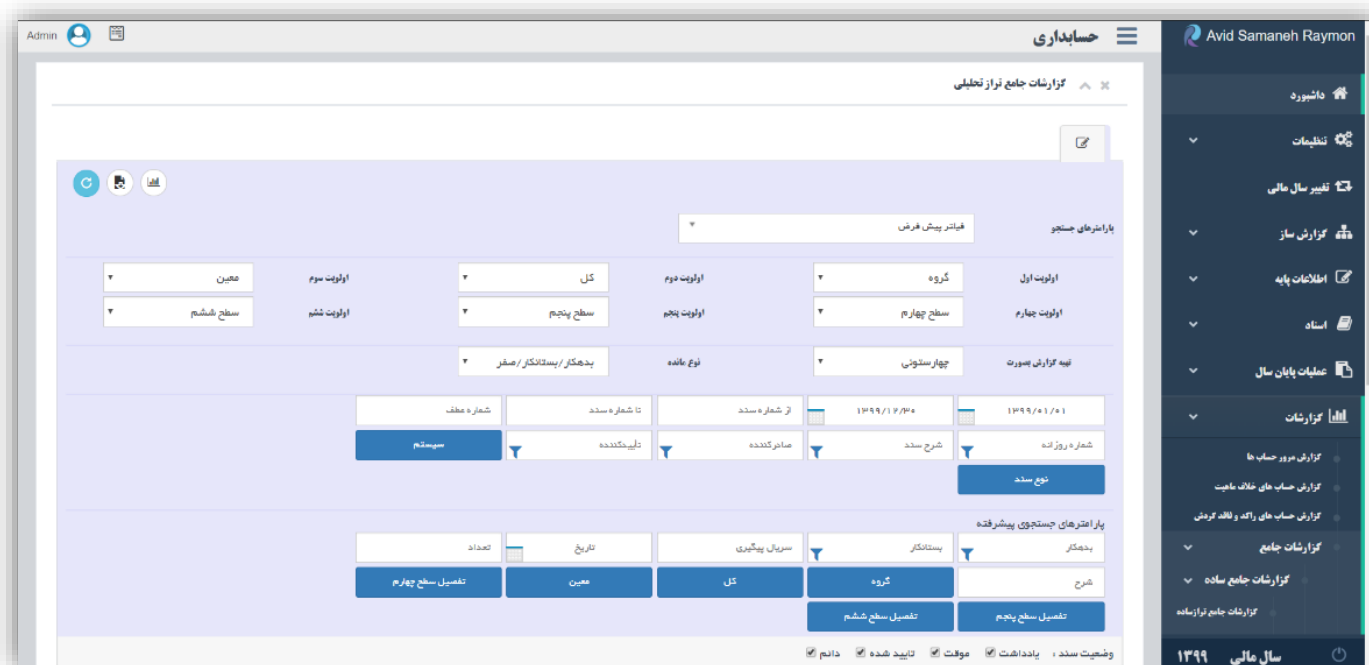 Avid Samaneh Raymon
داشبورد
تنظیمات
تغییر سال مالی
گزارش ساز
اطلاعات پایه
اسناد
عملیات پایان سال
گزارشات
گزارش مرور حساب ها
گزارش حساب های خلاف ماهیت
گزارش حساب های راکد و فاقد گردش
گزارشات جامع
گزارشات جامع ساده
گزارشات جامع ترازساده
سال مالی ۱۳۹۹
حسابداری
Admin
گزارشات جامع تراز تحلیلی
پارامترهای جستجو فیلتر پیش فرض
اولویت اول گروه اولویت دوم کل اولویت سوم معین
اولویت چهارم سطح چهارم اولویت پنجم سطح پنجم اولویت ششم سطح ششم
تهیه گزارش بصورت چهارستونی نوع مانده بدهکار/بستانکار/صفر
۱۳۹۹/۰۱/۰۱ ۱۳۹۹/۱۲/۳۰ از شماره سند تا شماره سند شماره عطف
شماره روزانه شرح سند صادرکننده تأییدکننده سیستم
نوع سند
پارامترهای جستجوی پیشرفته
بدهکار بستانکار سریال پیگیری تاریخ تعداد
شرح گروه کل معین تفصیل سطح چهارم
تفصیل سطح پنجم تفصیل سطح ششم
وضعیت سند : یادداشت موقت تایید شده دائم